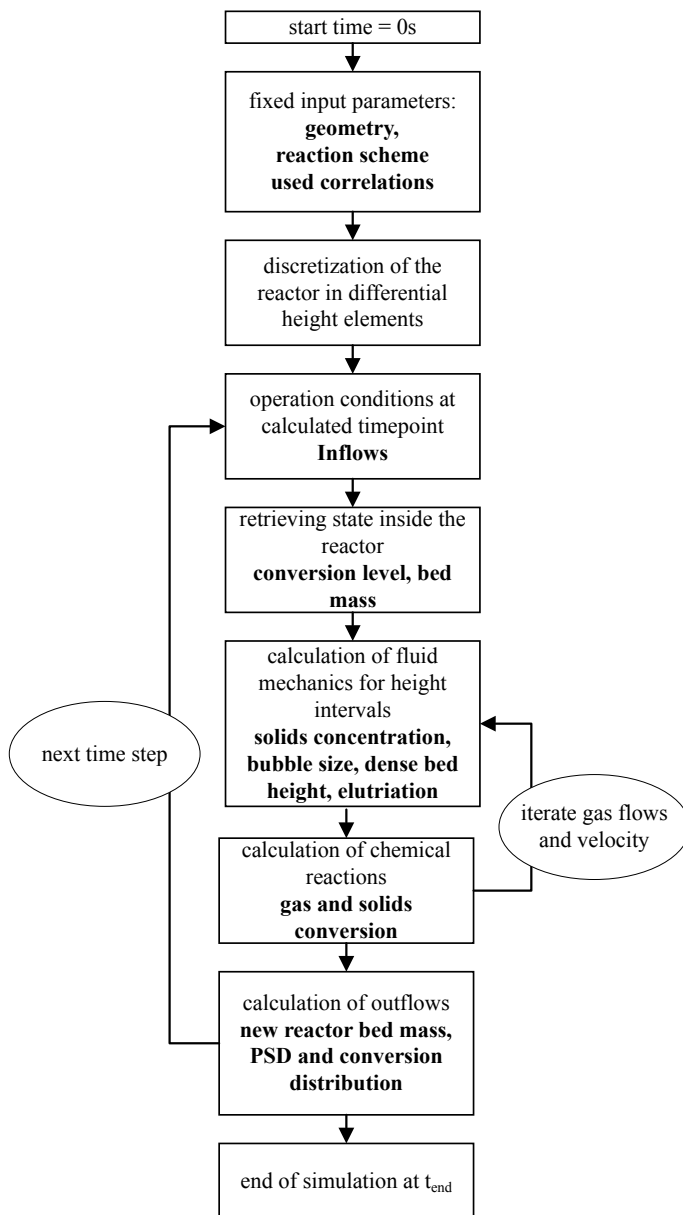 start time = 0s
fixed input parameters:
geometry,
reaction scheme
used correlations
discretization of the
reactor in differential
height elements
operation conditions at
calculated timepoint
Inflows
retrieving state inside the
reactor
conversion level, bed
mass
calculation of fluid
mechanics for height
intervals
solids concentration,
bubble size, dense bed
height, elutriation
next time step
iterate gas flows
and velocity
calculation of chemical
reactions
gas and solids
conversion
calculation of outflows
new reactor bed mass,
PSD and conversion
distribution
end of simulation at tend